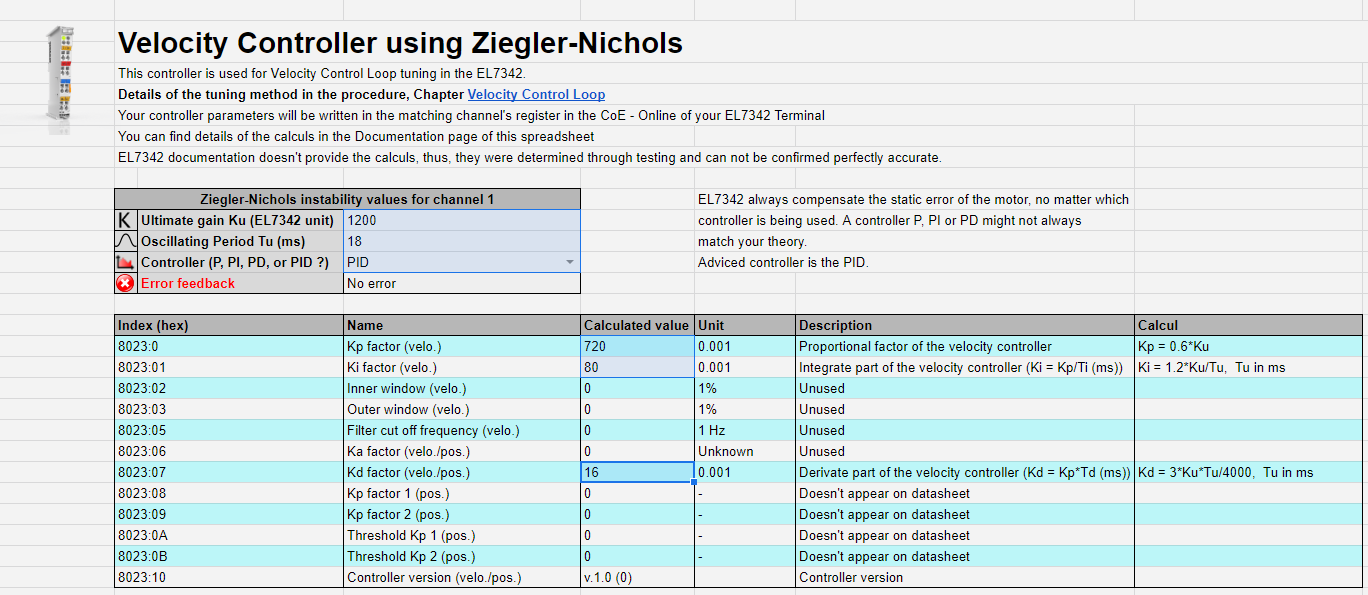 Velocity Controller using Ziegler-Nichols
This controller is used for Velocity Control Loop tuning in the EL7342.
Details of the tuning method in the procedure, Chapter Velocity Control Loop
Your controller parameters will be written in the matching channel's register in the CoE - Online of your EL7342 Terminal
You can find details of the calculs in the Documentation page of this spreadsheet
EL7342 documentation doesn't provide the calculs, thus, they were determined through testing and can not be confirmed perfectly accurate.
Ziegler-Nichols instability values for channel 1
K Ultimate gain Ku (EL7342 unit) 1200
Oscillating Period Tu (ms) 18
Controller (P, PI, PD, or PID ?) PID
Error feedback No error
EL7342 always compensate the static error of the motor, no matter which
controller is being used. A controller P, PI or PD might not always
match your theory.
Adviced controller is the PID.
Index (hex) Name Calculated value Unit Description Calcul
8023:0 Kp factor (velo.) 720 0.001 Proportional factor of the velocity controller Kp = 0.6*Ku
8023:01 Ki factor (velo.) 80 0.001 Integrate part of the velocity controller (Ki = Kp/Ti (ms)) Ki = 1.2*Ku/Tu, Tu in ms
8023:02 Inner window (velo.) 0 1% Unused
8023:03 Outer window (velo.) 0 1% Unused
8023:05 Filter cut off frequency (velo.) 0 1 Hz Unused
8023:06 Ka factor (velo./pos.) 0 Unknown Unused
8023:07 Kd factor (velo./pos.) 16 0.001 Derivate part of the velocity controller (Kd = Kp*Td (ms)) Kd = 3*Ku*Tu/4000, Tu in ms
8023:08 Kp factor 1 (pos.) 0 - Doesn't appear on datasheet
8023:09 Kp factor 2 (pos.) 0 - Doesn't appear on datasheet
8023:0A Threshold Kp 1 (pos.) 0 - Doesn't appear on datasheet
8023:0B Threshold Kp 2 (pos.) 0 - Doesn't appear on datasheet
8023:10 Controller version (velo./pos.) v.1.0 (0) Controller version